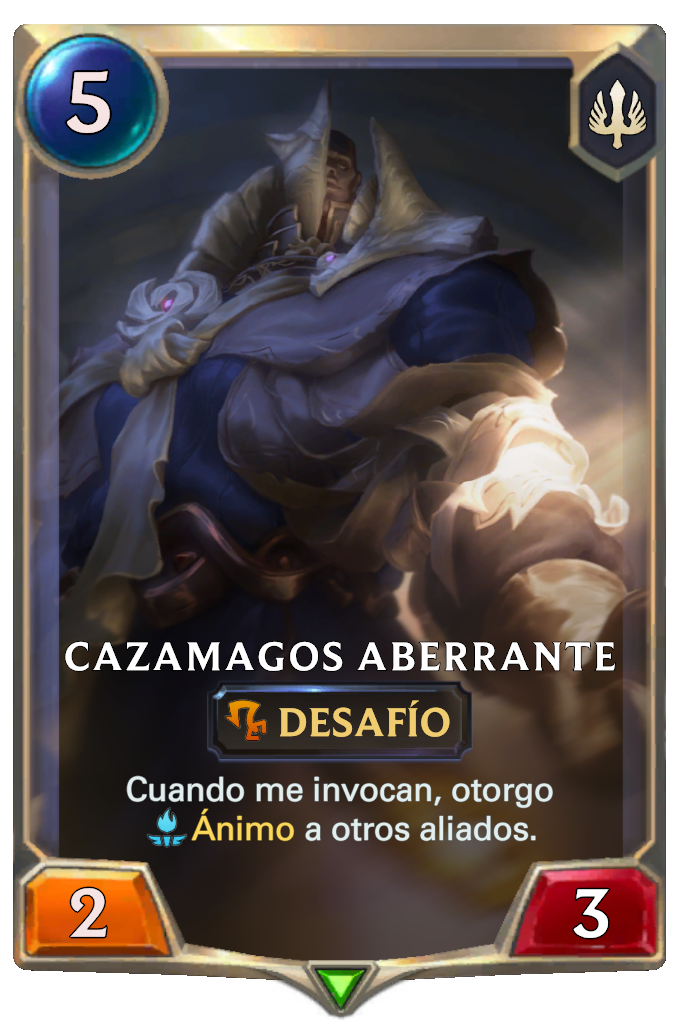 5
CAZAMAGOS ABERRANTE
DESAFÍO
Cuando me invocan, otorgo
Ánimo a otros aliados.
2
3